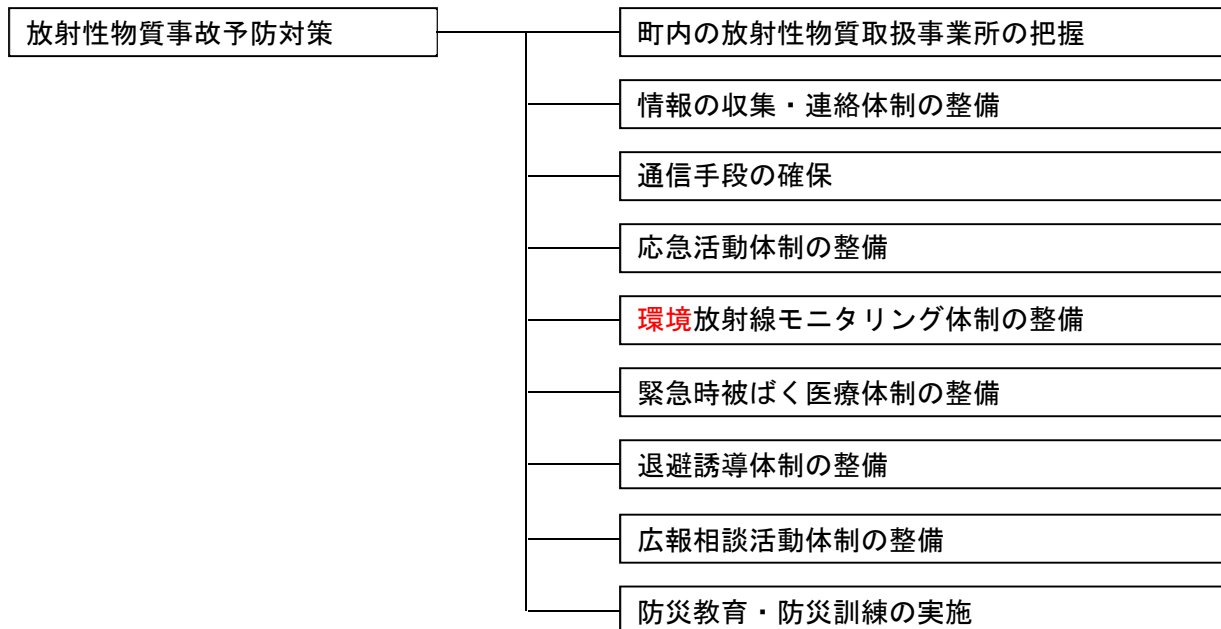 放射性物質事故予防対策
町内の放射性物質取扱事業所の把握
情報の収集・連絡体制の整備
通信手段の確保
応急活動体制の整備
環境放射線モニタリング体制の整備
緊急時被ばく医療体制の整備
退避誘導体制の整備
広報相談活動体制の整備
防災教育・防災訓練の実施